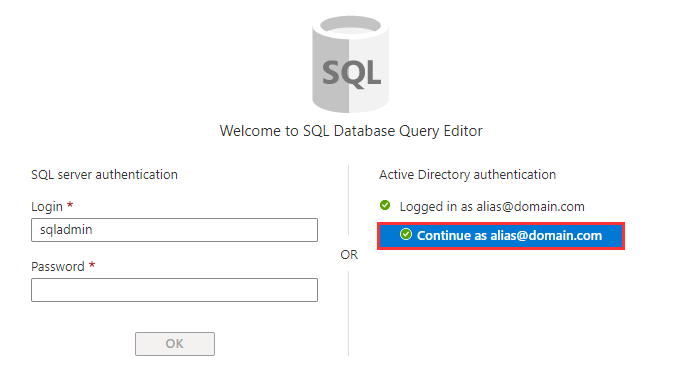 SQL
Welcome to SQL Database Query Editor
SQL server authentication
Login *
sqladmin
Password *
OK
OR
Active Directory authentication
Logged in as alias@domain.com
Continue as alias@domain.com